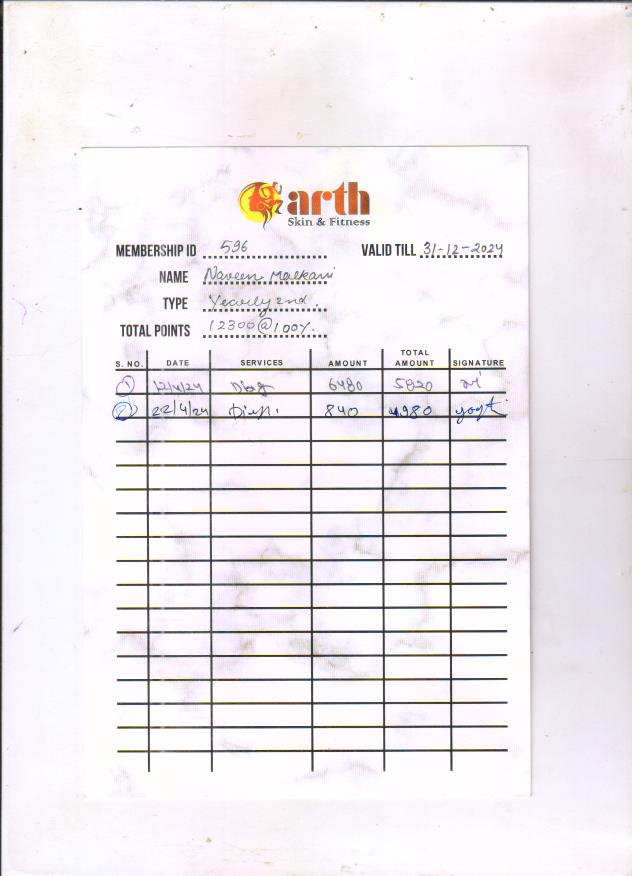 arth
Skin & Fitness
MEMBERSHIP ID 596 VALID TILL 31-12-2024
NAME Naveen Malkani
TYPE Yearly 2nd
TOTAL POINTS 12300@100%.
S. NO. DATE SERVICES AMOUNT TOTAL AMOUNT SIGNATURE
1 12/4/24 6480 5820
2 22/4/24 840 4980 yogi